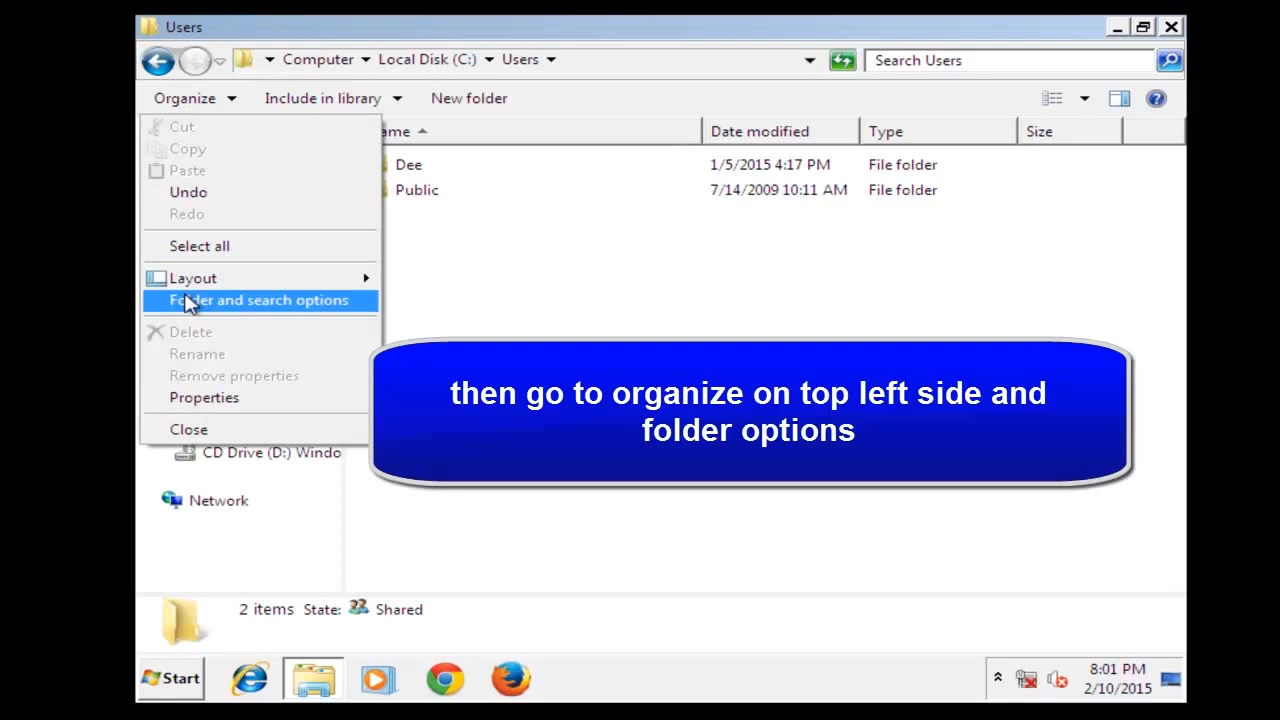 Users
Computer Local Disk (C:) Users
Search Users
Organize Include in library New folder
Cut
Copy
Paste
Undo
Redo
Select all
Layout
Folder and search options
Delete
Rename
Remove properties
Properties
Close
ame Date modified Type Size
Dee 1/5/2015 4:17 PM File folder
Public 7/14/2009 10:11 AM File folder
then go to organize on top left side and
folder options
CD Drive (D:) Windo
Network
2 items State: Shared
Start
8:01 PM
2/10/2015